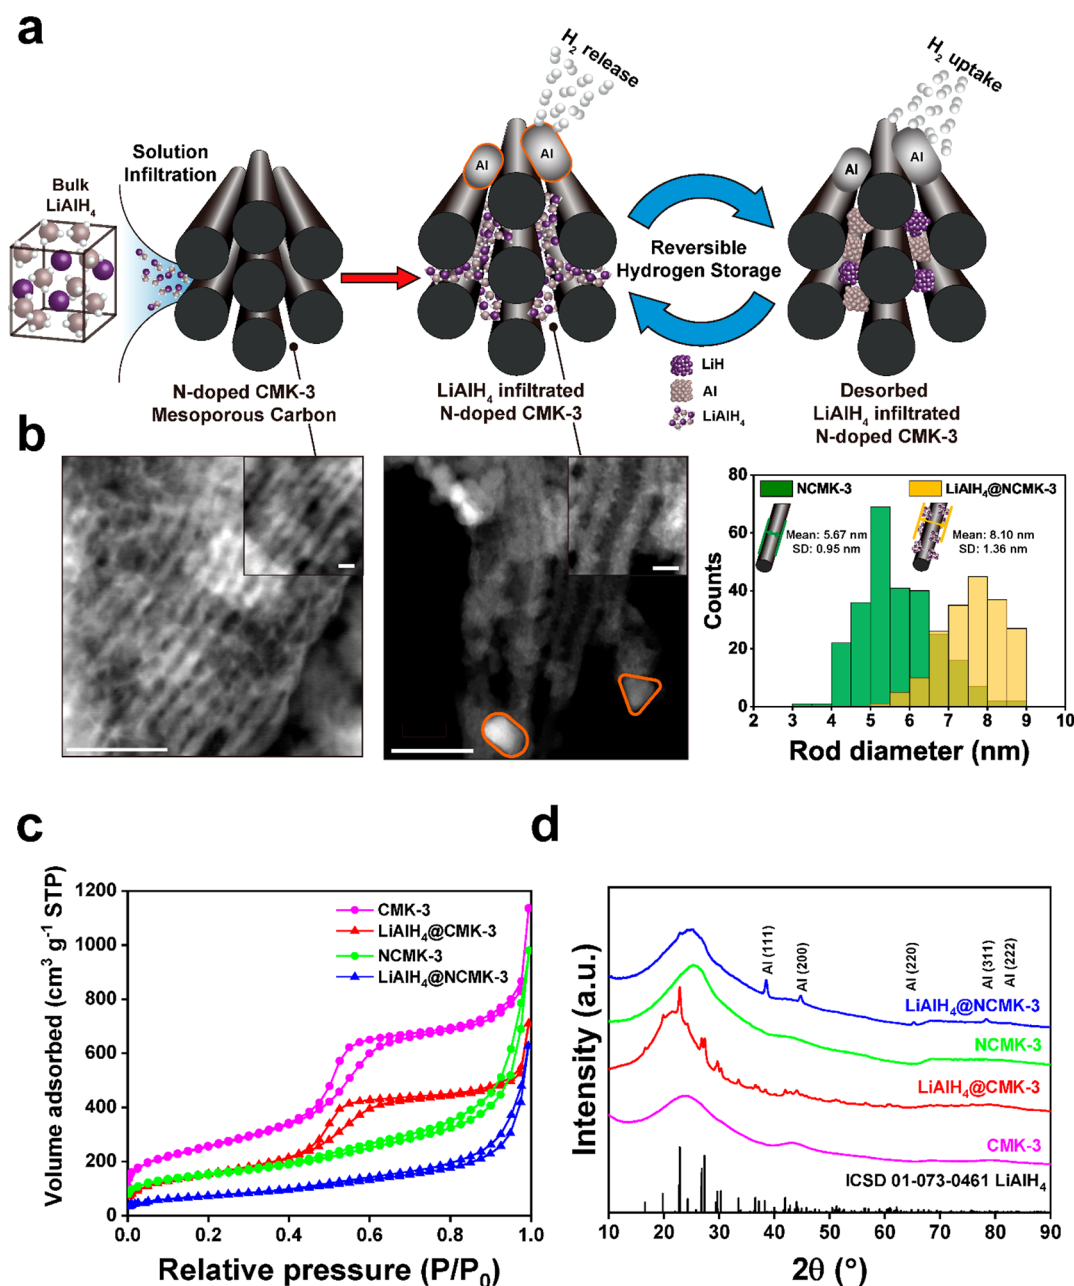 a
H2 release
H2 uptake
Al
Al
Al
Al
Solution
Infiltration
Bulk
LiAlH4
Reversible
Hydrogen Storage
LiH
Al
LiAlH4
N-doped CMK-3
Mesoporous Carbon
LiAlH4 infiltrated
N-doped CMK-3
Desorbed
LiAlH4 infiltrated
N-doped CMK-3
b
80
60
40
20
0
Counts
NCMK-3
LiAlH4@NCMK-3
Mean: 5.67 nm
SD: 0.95 nm
Mean: 8.10 nm
SD: 1.36 nm
2 3 4 5 6 7 8 9 10
Rod diameter (nm)
c
1200
1000
800
600
400
200
0
Volume adsorbed (cm3 g-1 STP)
CMK-3
LiAlH4@CMK-3
NCMK-3
LiAlH4@NCMK-3
0.0 0.2 0.4 0.6 0.8 1.0
Relative pressure (P/P0)
d
Intensity (a.u.)
Al (111)
Al (200)
Al (220)
Al (311)
Al (222)
LiAlH4@NCMK-3
NCMK-3
LiAlH4@CMK-3
CMK-3
ICSD 01-073-0461 LiAlH4
10 20 30 40 50 60 70 80 90
2θ (°)